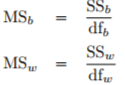 MS_b = SS_b / df_b
MS_w = SS_w / df_w